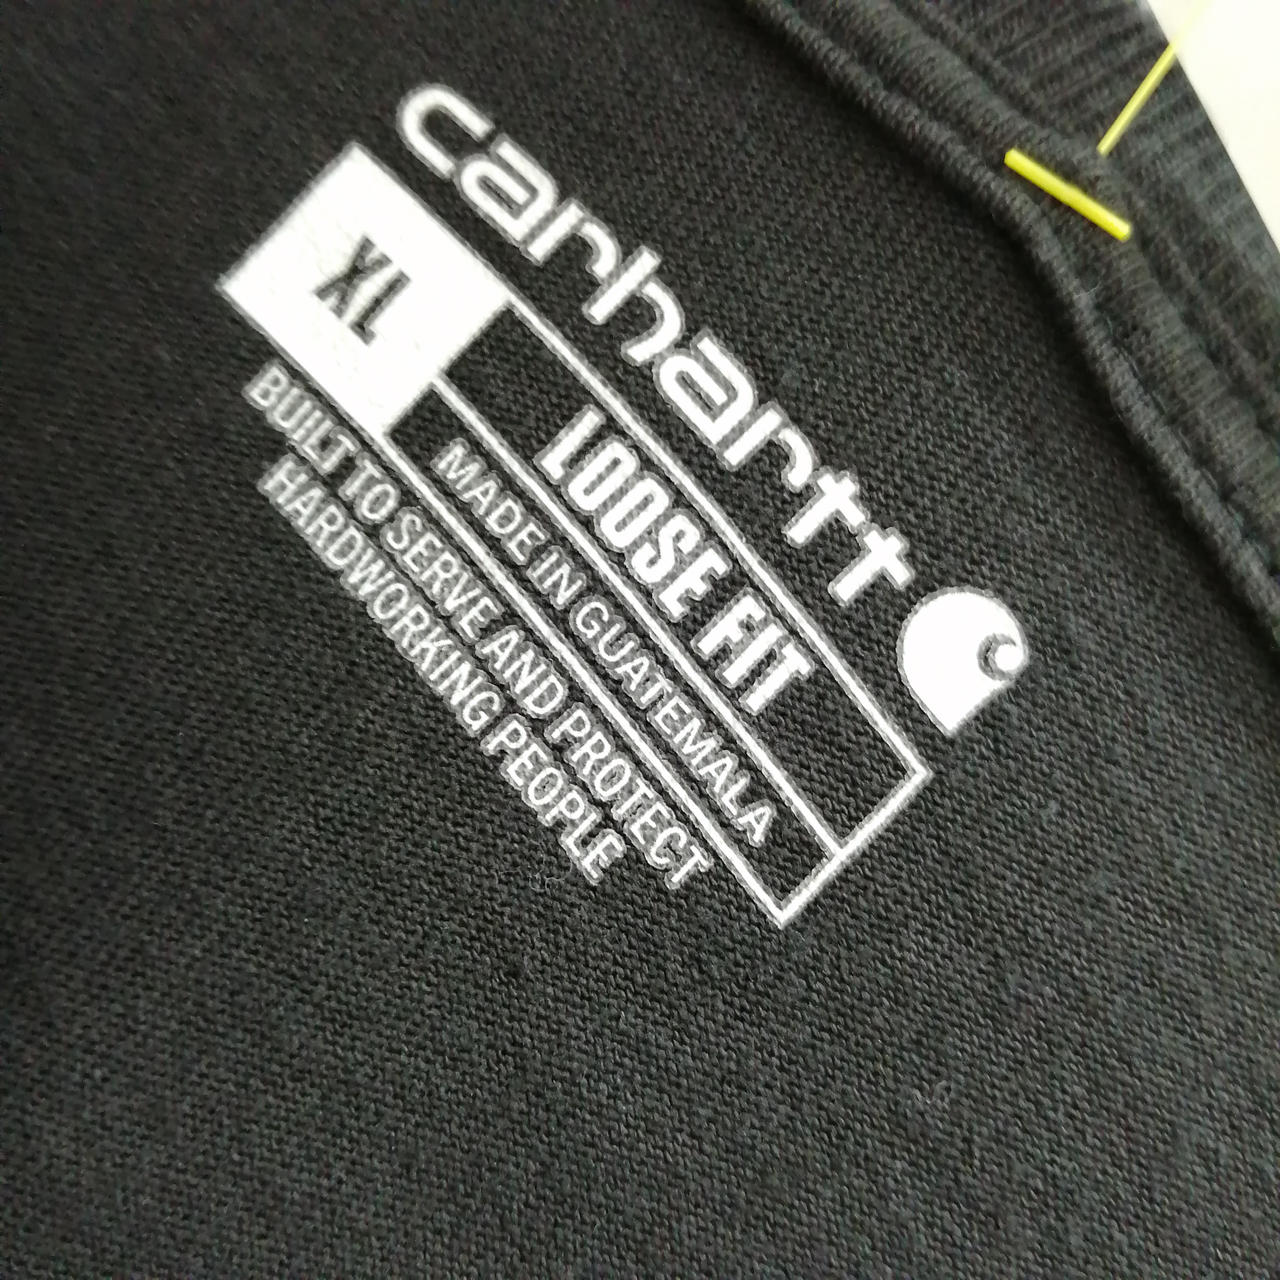 carhartt
XL
LOOSE FIT
MADE IN GUATEMALA
BUILT TO SERVE AND PROTECT
HARDWORKING PEOPLE